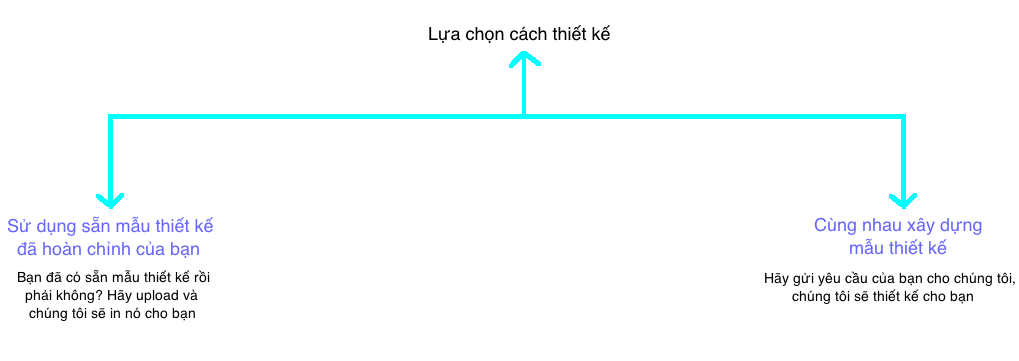 Lựa chọn cách thiết kế
Sử dụng sẵn mẫu thiết kế
đã hoàn chỉnh của bạn
Bạn đã có sẵn mẫu thiết kế rồi
phải không? Hãy upload và
chúng tôi sẽ in nó cho bạn
Cùng nhau xây dựng
mẫu thiết kế
Hãy gửi yêu cầu của bạn cho chúng tôi,
chúng tôi sẽ thiết kế cho bạn